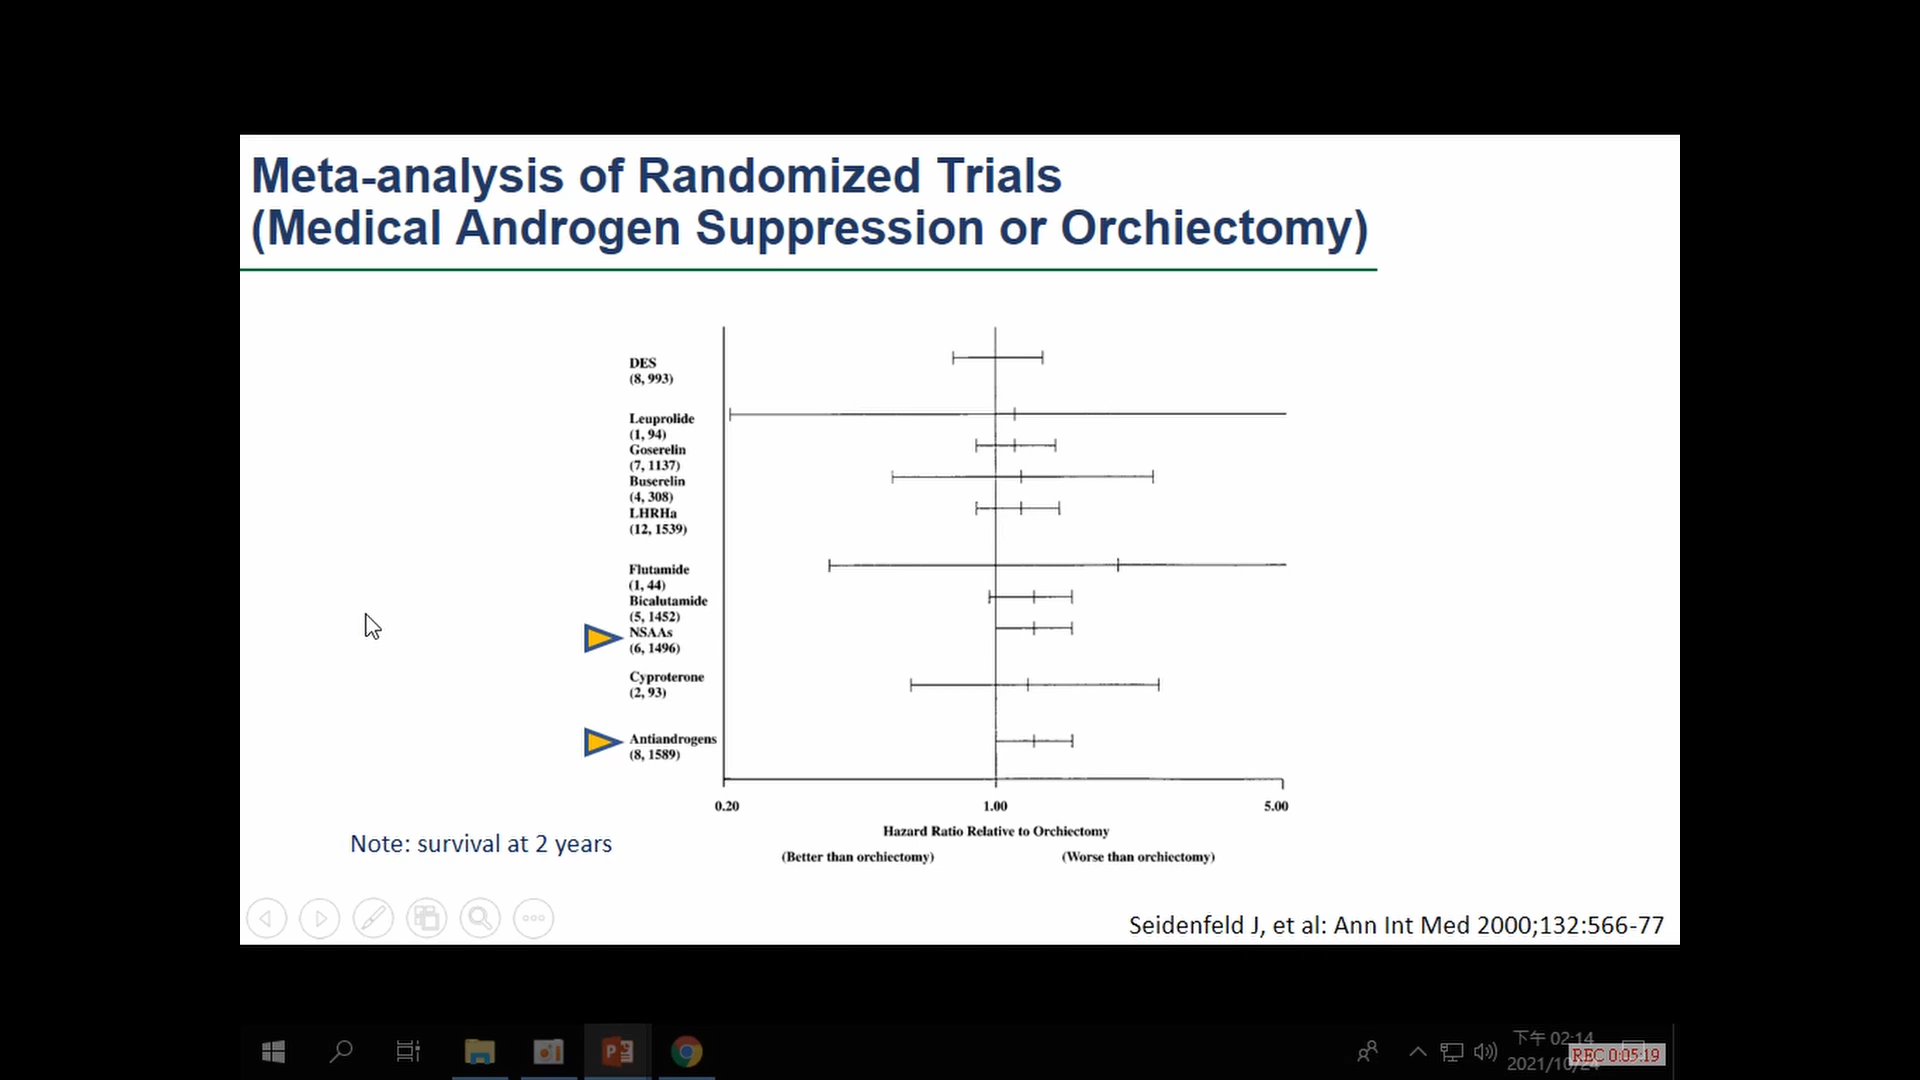 Meta-analysis of Randomized Trials
(Medical Androgen Suppression or Orchiectomy)
DES
(8, 993)
Leuprolide
(1, 94)
Goserelin
(7, 1137)
Buserelin
(4, 308)
LHRHa
(12, 1539)
Flutamide
(1, 44)
Bicalutamide
(5, 1452)
NSAAs
(6, 1496)
Cyproterone
(2, 93)
Antiandrogens
(8, 1589)
0.20 1.00 5.00
Hazard Ratio Relative to Orchiectomy
(Better than orchiectomy) (Worse than orchiectomy)
Note: survival at 2 years
Seidenfeld J, et al: Ann Int Med 2000;132:566-77
下午 02:14
REC 0:05:19